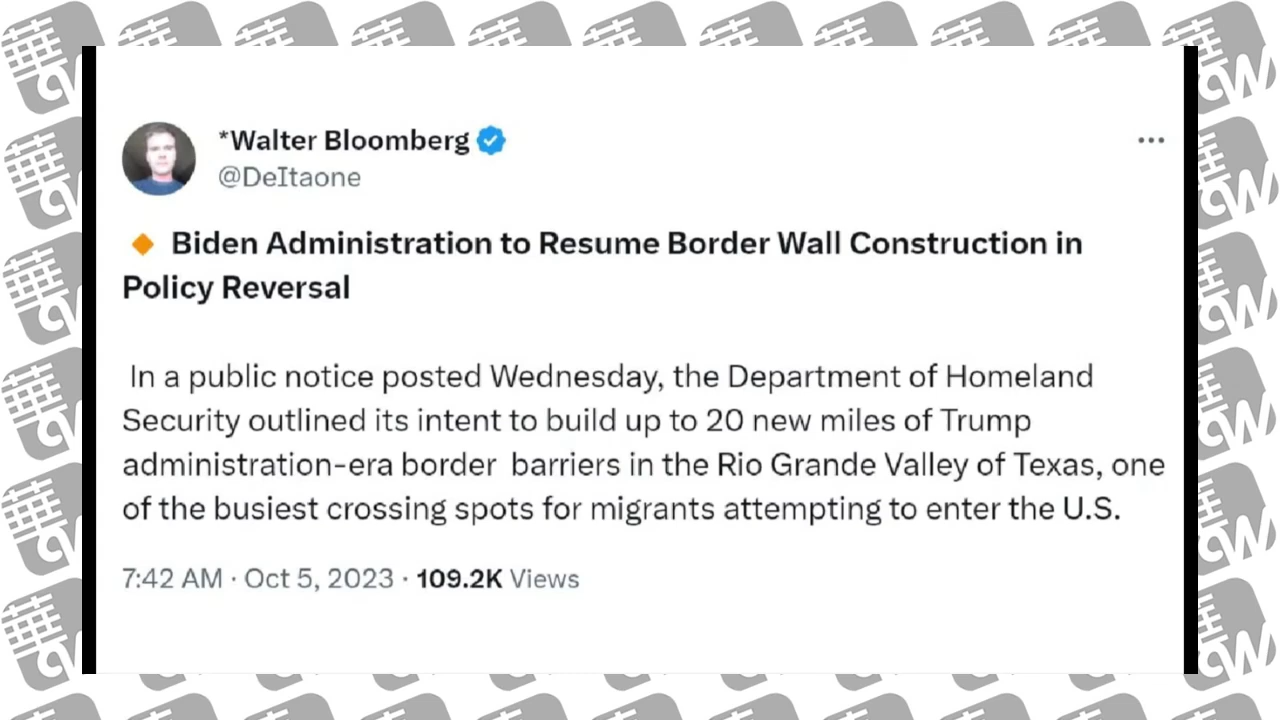 *Walter Bloomberg
@DeItaone
🔸 Biden Administration to Resume Border Wall Construction in
Policy Reversal
In a public notice posted Wednesday, the Department of Homeland
Security outlined its intent to build up to 20 new miles of Trump
administration-era border barriers in the Rio Grande Valley of Texas, one
of the busiest crossing spots for migrants attempting to enter the U.S.
7:42 AM · Oct 5, 2023 · 109.2K Views